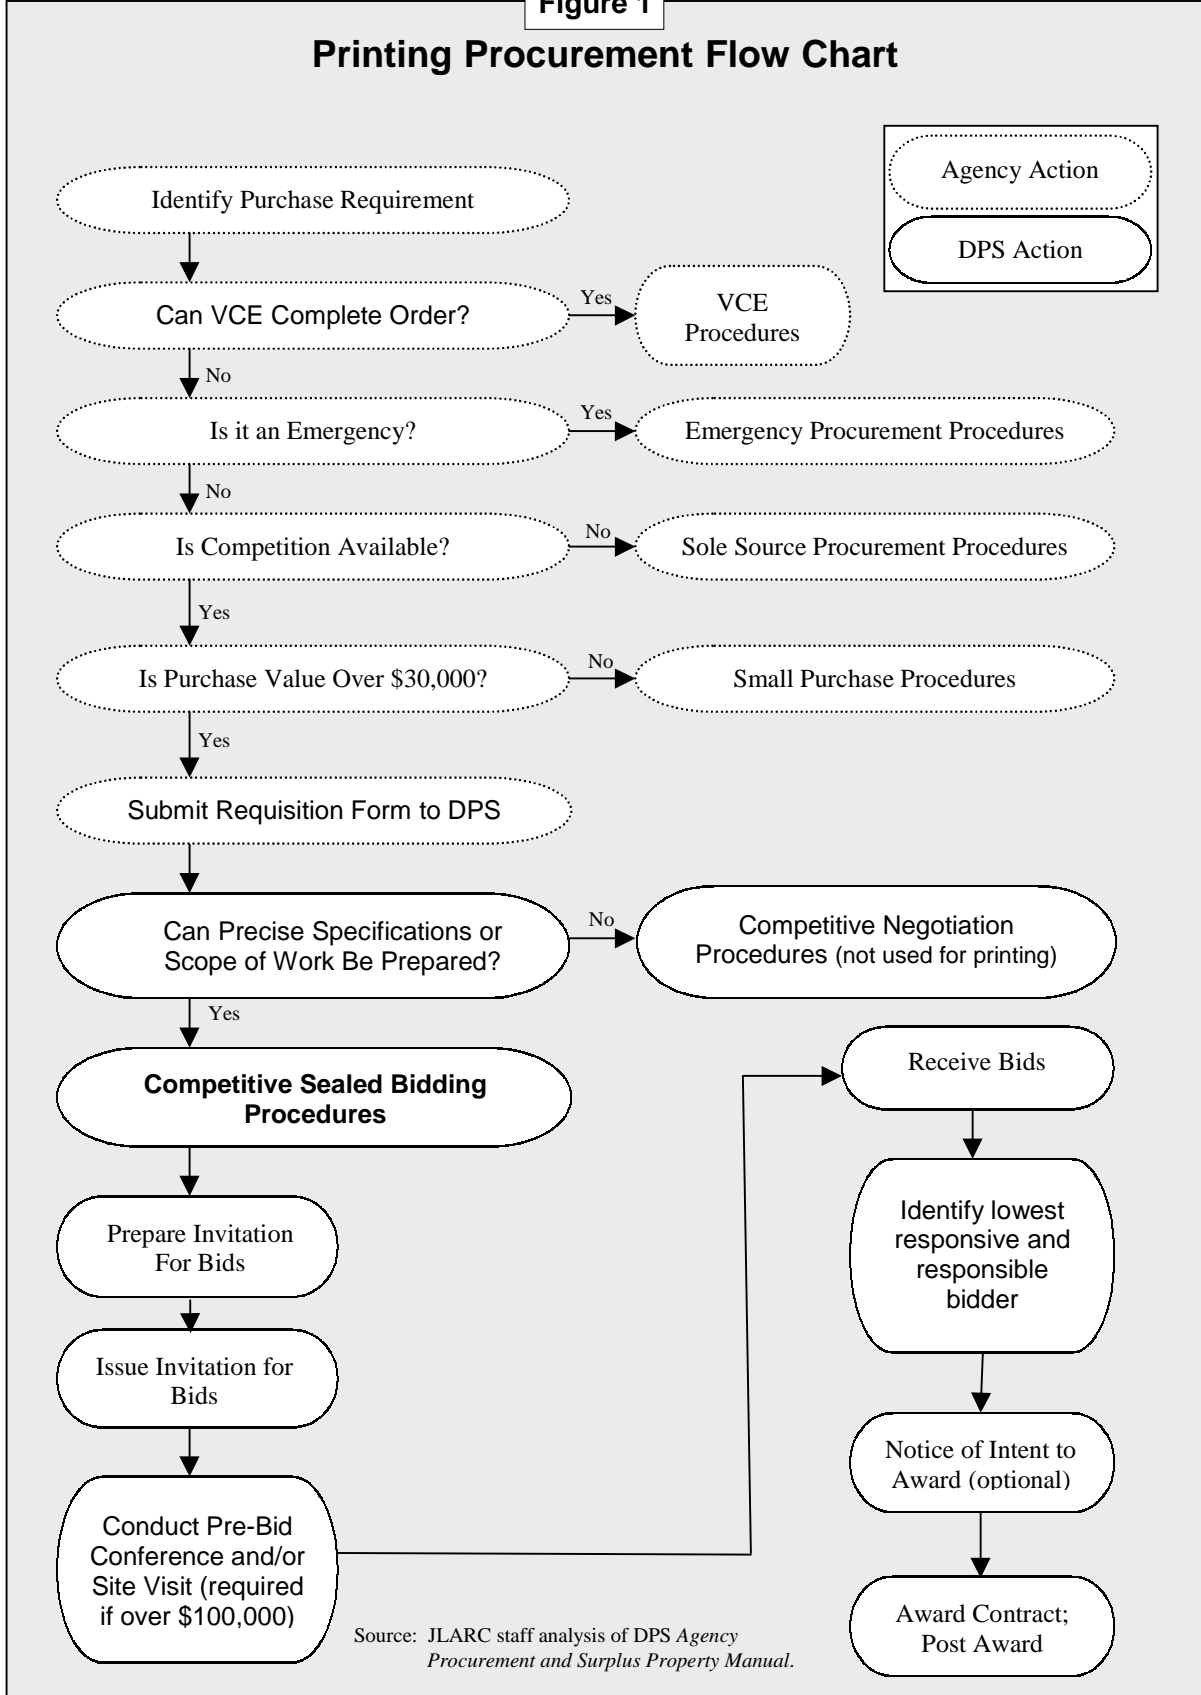 Figure 1
Printing Procurement Flow Chart
Agency Action
DPS Action
Identify Purchase Requirement
Can VCE Complete Order?
Yes
VCE
Procedures
No
Is it an Emergency?
Yes
Emergency Procurement Procedures
No
Is Competition Available?
No
Sole Source Procurement Procedures
Yes
Is Purchase Value Over $30,000?
No
Small Purchase Procedures
Yes
Submit Requisition Form to DPS
Can Precise Specifications or
Scope of Work Be Prepared?
No
Competitive Negotiation
Procedures (not used for printing)
Yes
Competitive Sealed Bidding
Procedures
Prepare Invitation
For Bids
Issue Invitation for
Bids
Conduct Pre-Bid
Conference and/or
Site Visit (required
if over $100,000)
Receive Bids
Identify lowest
responsive and
responsible
bidder
Notice of Intent to
Award (optional)
Award Contract;
Post Award
Source: JLARC staff analysis of DPS Agency
Procurement and Surplus Property Manual.